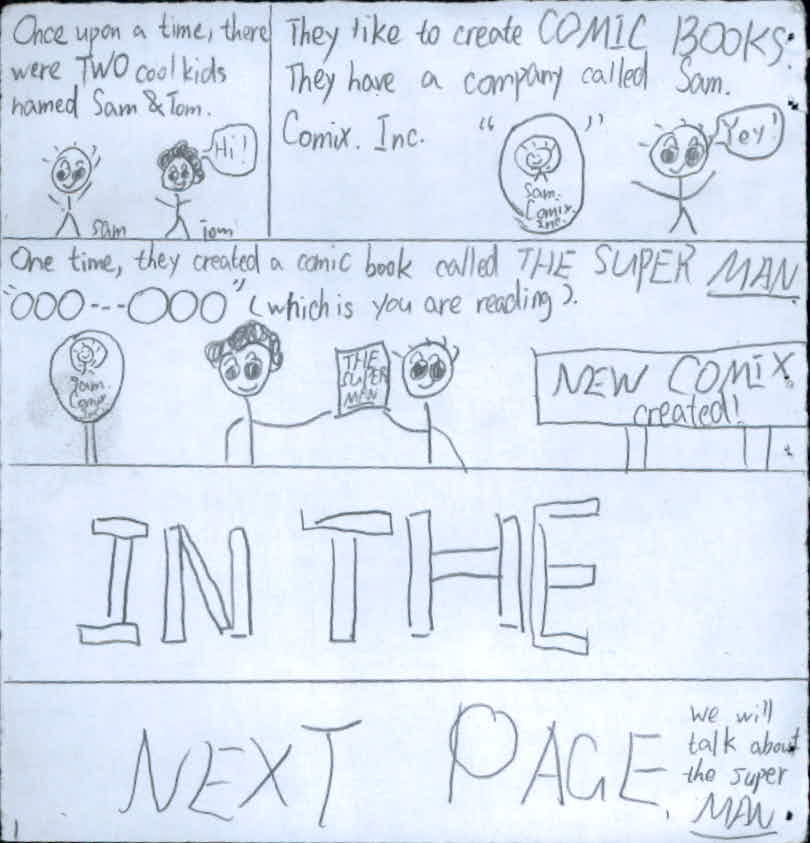 Once upon a time, there
were TWO cool kids
named Sam & Tom.
Hi!
Sam
Tom
They like to create COMIC BOOKS.
They have a company called Sam.
Comix. Inc.
“ ”
Sam.
Comix.
Inc.
Yey!
One time, they created a comic book called THE SUPER MAN
“OOO---OOO” (which is you are reading).
Sam.
Comix
THE
SUPER
MAN
NEW COMIX.
created!
IN THE
NEXT PAGE.
We will
talk about
the super
MAN.
1